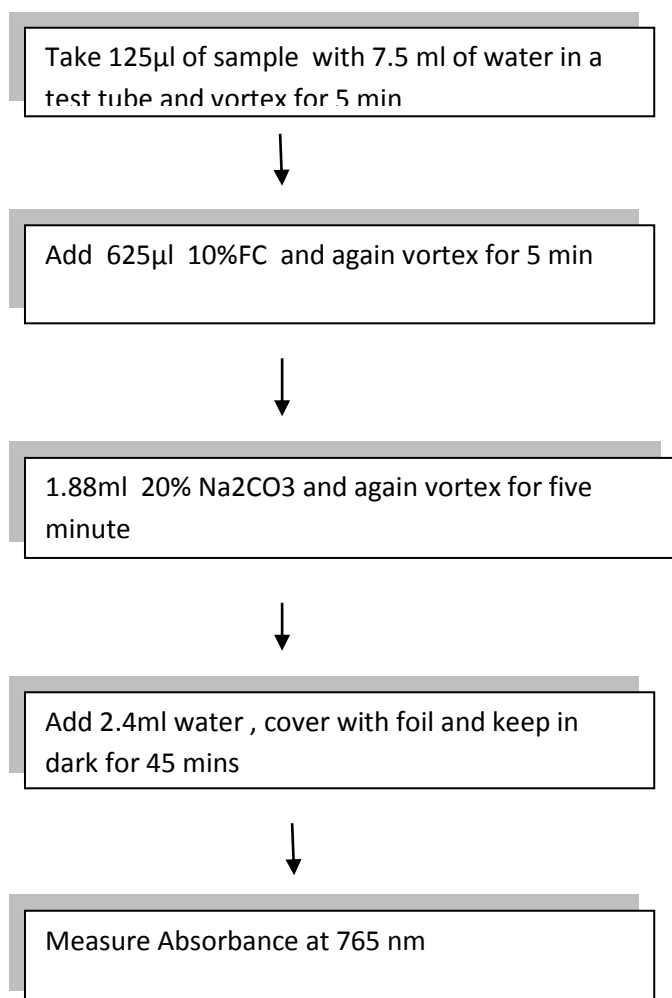 Take 125µl of sample  with 7.5 ml of water in a
test tube and vortex for 5 min
Add  625µl  10%FC  and again vortex for 5 min
1.88ml  20% Na2CO3 and again vortex for five
minute
Add 2.4ml water , cover with foil and keep in
dark for 45 mins
Measure Absorbance at 765 nm